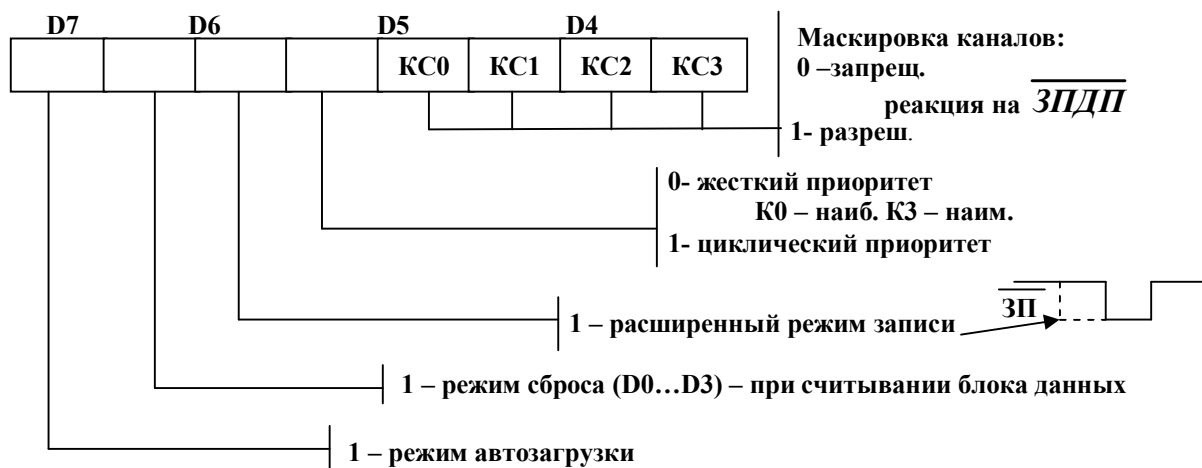 D7 D6 D5 D4
КС0 КС1 КС2 КС3
Маскировка каналов:
0 –запрещ.
реакция на ЗПДП
1- разреш.
0- жесткий приоритет
К0 – наиб. К3 – наим.
1- циклический приоритет
ЗП
1 – расширенный режим записи
1 – режим сброса (D0...D3) – при считывании блока данных
1 – режим автозагрузки